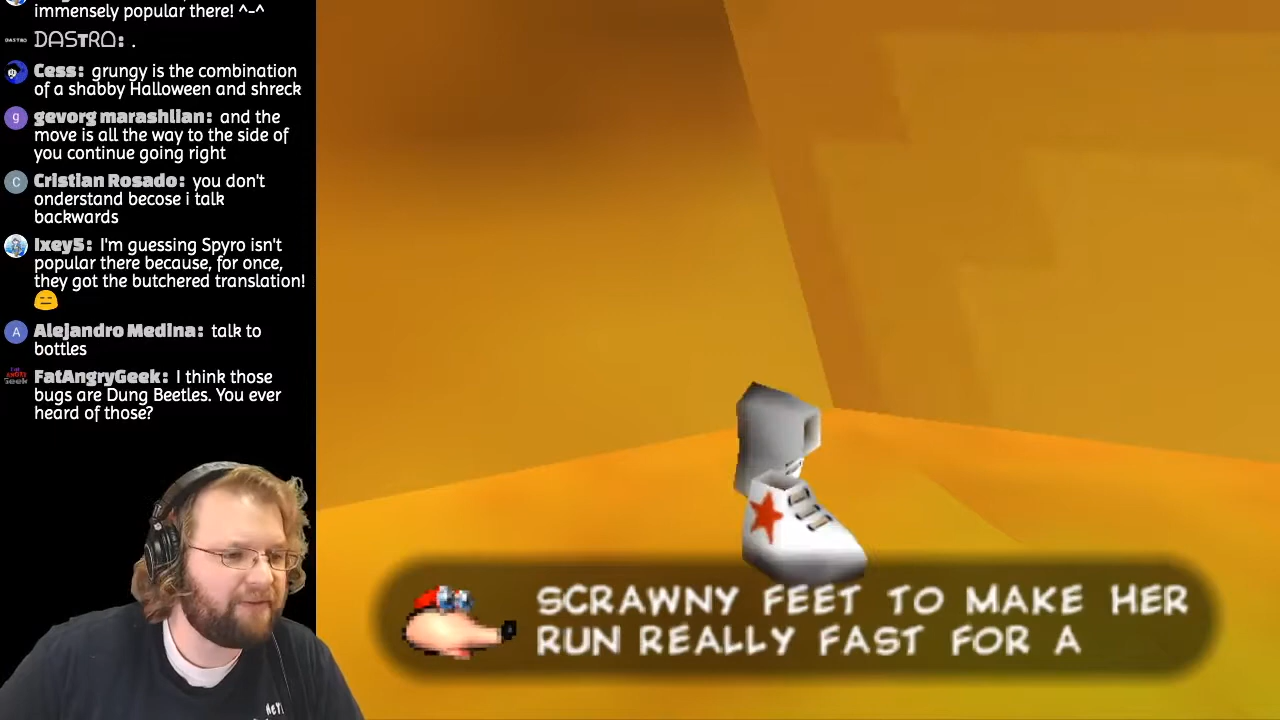 immensely popular there! ^-^
DASTRO: .
Cess: grungy is the combination
of a shabby Halloween and shreck
gevorg marashlian: and the
move is all the way to the side of
you continue going right
Cristian Rosado: you don't
onderstand becose i talk
backwards
Ixey5: I'm guessing Spyro isn't
popular there because, for once,
they got the butchered translation!
Alejandro Medina: talk to
bottles
FatAngryGeek: I think those
bugs are Dung Beetles. You ever
heard of those?
SCRAWNY FEET TO MAKE HER
RUN REALLY FAST FOR A